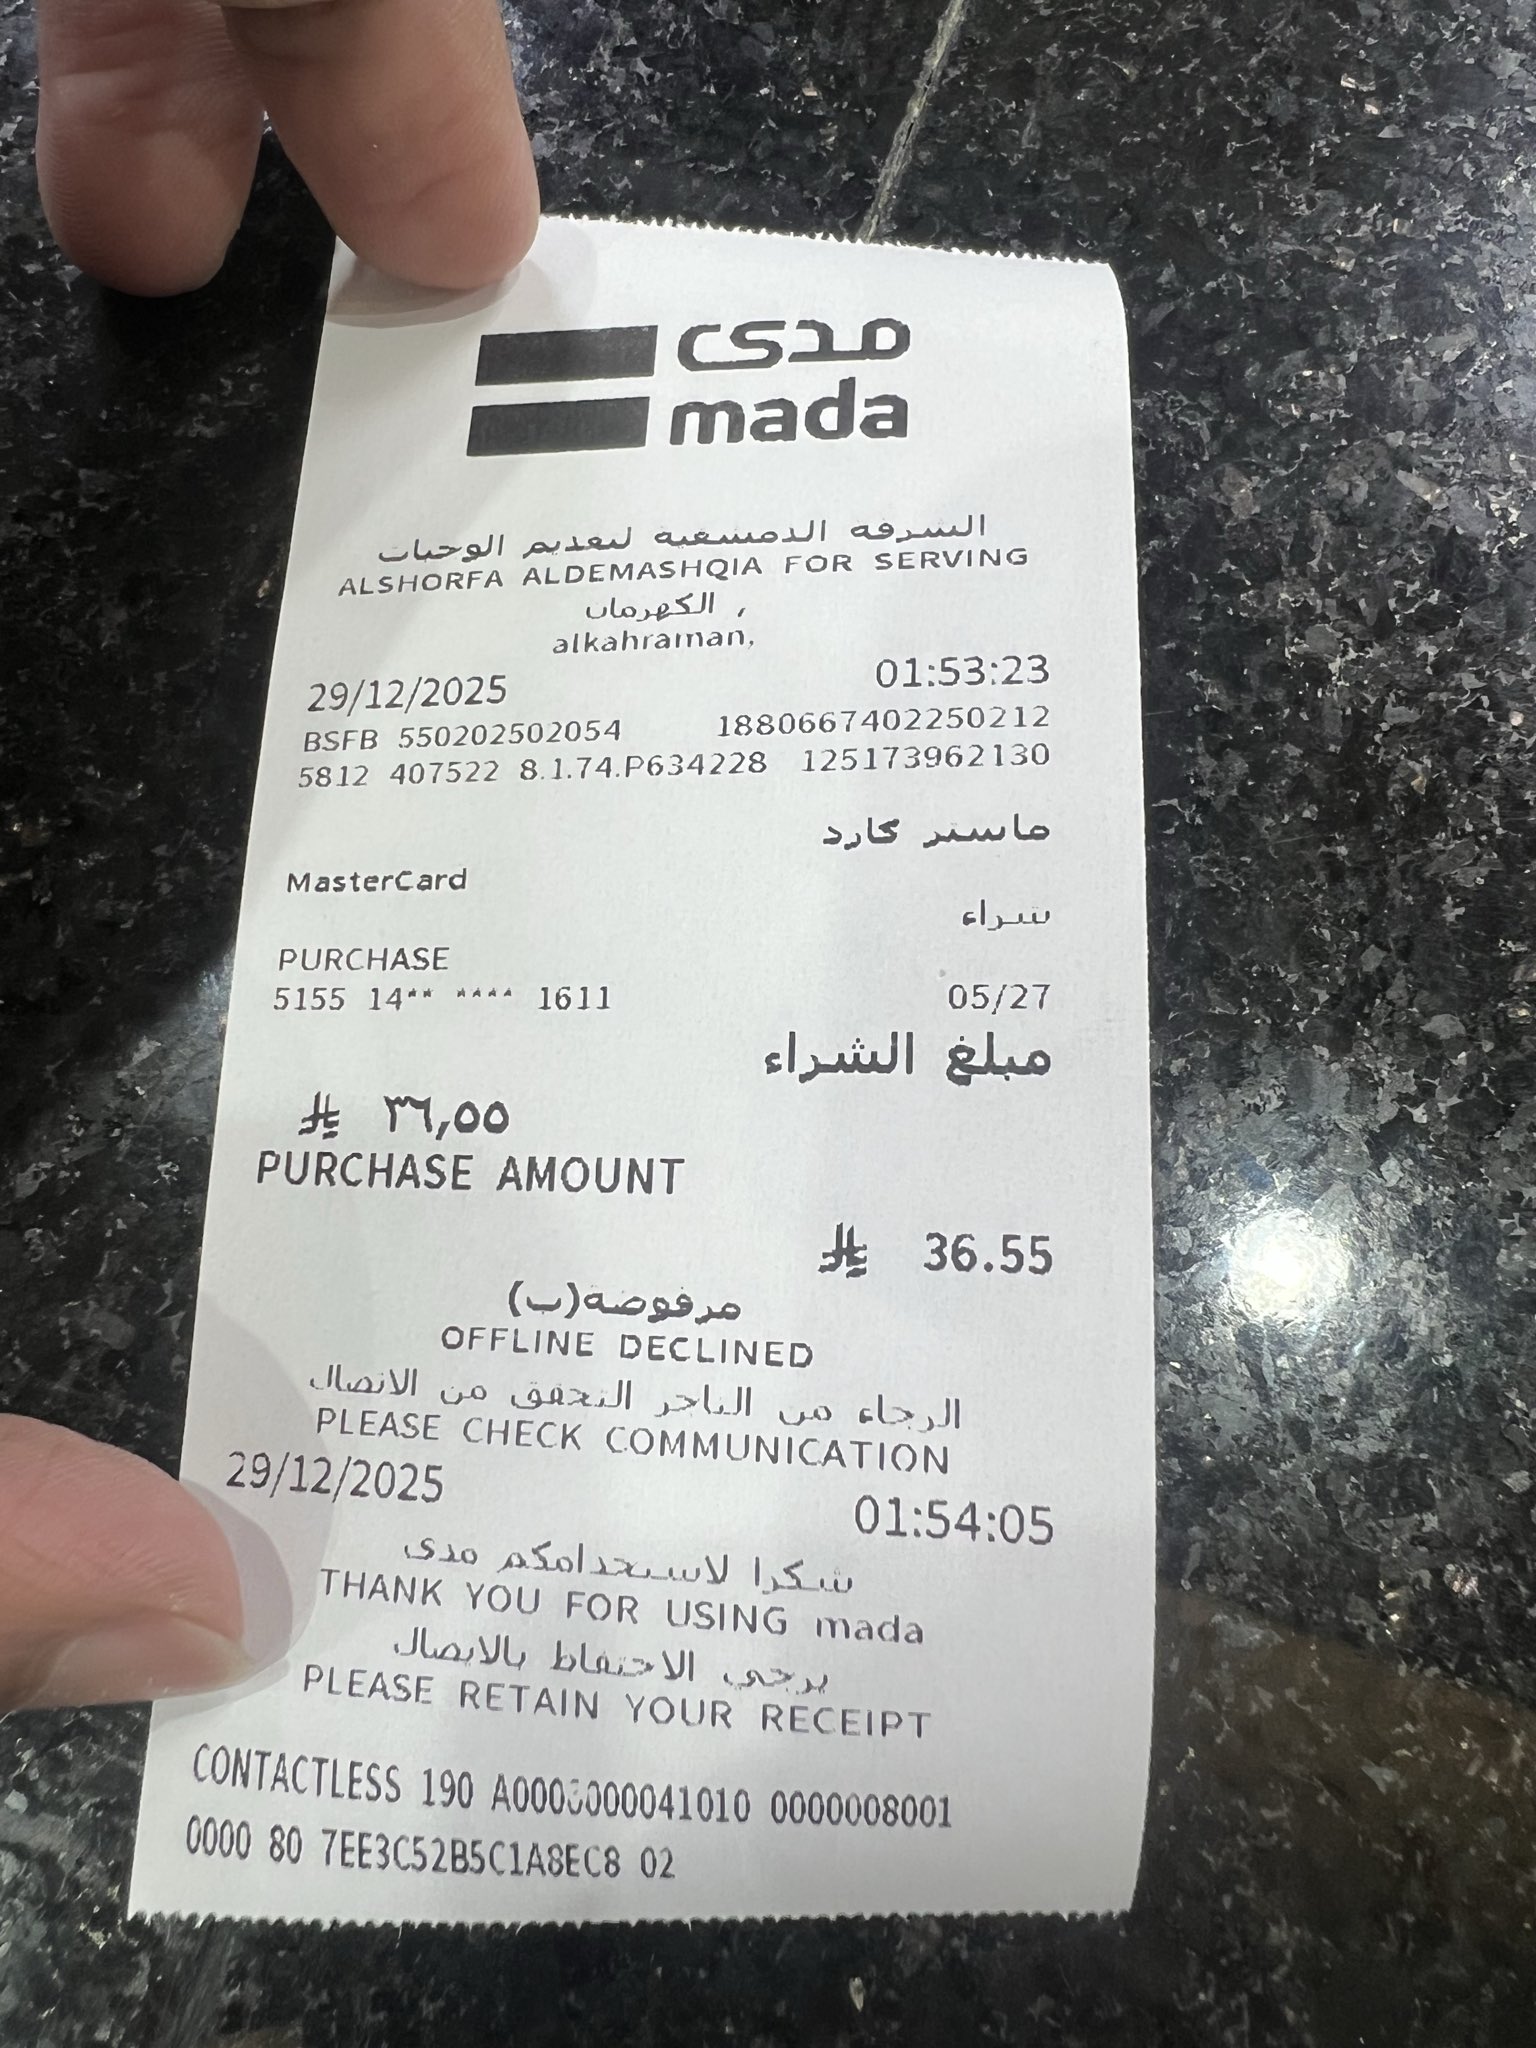 مدى
mada
الشرفة الدمشقية لتقديم الوجبات
ALSHORFA ALDEMASHQIA FOR SERVING
الكهرمان ,
alkahraman,
29/12/2025 01:53:23
BSFB 550202502054 1880667402250212
5812 407522 8.1.74.P634228 125173962130
ماستر كارد
MasterCard
شراء
PURCHASE
5155 14** **** 1611 05/27
مبلغ الشراء
⃁ ٣٦,٥٥
PURCHASE AMOUNT
⃁ 36.55
مرفوضة(ب)
OFFLINE DECLINED
الرجاء من التاجر التحقق من الاتصال
PLEASE CHECK COMMUNICATION
29/12/2025 01:54:05
شكرا لاستخدامكم مدى
THANK YOU FOR USING mada
يرجى الاحتفاظ بالايصال
PLEASE RETAIN YOUR RECEIPT
CONTACTLESS 190 A0000000041010 0000008001
0000 80 7EE3C52B5C1A8EC8 02